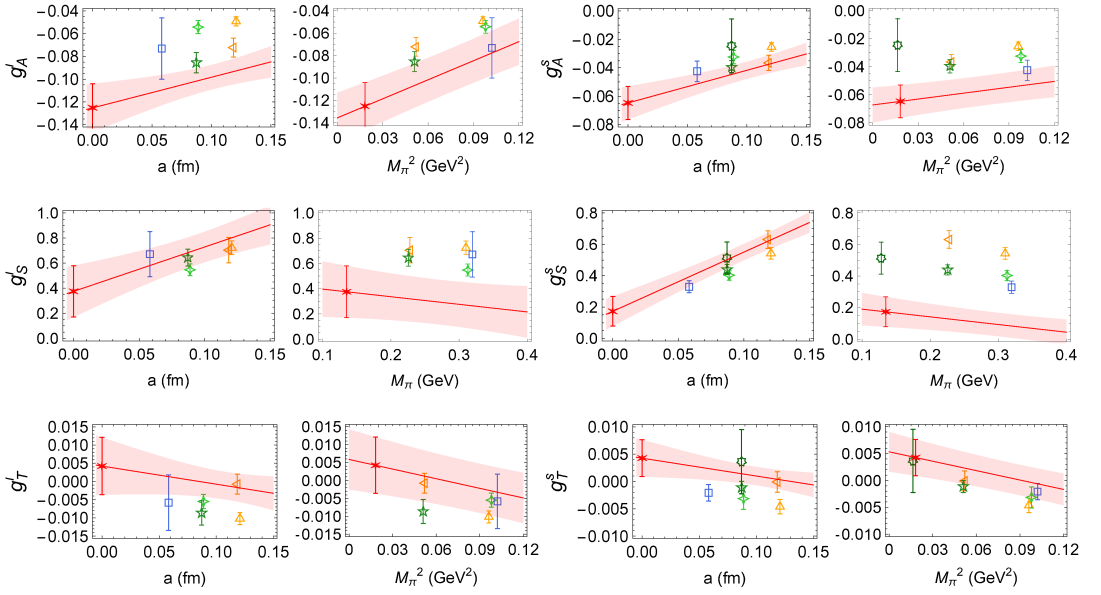 g_A^l
−0.04
−0.06
−0.08
−0.10
−0.12
−0.14
0.00 0.05 0.10 0.15
a (fm)
−0.04
−0.06
−0.08
−0.10
−0.12
−0.14
0 0.03 0.06 0.09 0.12
M_π^2 (GeV^2)
g_A^s
0.00
−0.02
−0.04
−0.06
−0.08
0.00 0.05 0.10 0.15
a (fm)
0.00
−0.02
−0.04
−0.06
−0.08
0 0.03 0.06 0.09 0.12
M_π^2 (GeV^2)
g_S^l
1.0
0.8
0.6
0.4
0.2
0.0
0.00 0.05 0.10 0.15
a (fm)
1.0
0.8
0.6
0.4
0.2
0.0
0.1 0.2 0.3 0.4
M_π (GeV)
g_S^s
0.8
0.6
0.4
0.2
0.0
0.00 0.05 0.10 0.15
a (fm)
0.8
0.6
0.4
0.2
0.0
0.1 0.2 0.3 0.4
M_π (GeV)
g_T^l
0.015
0.010
0.005
0.000
−0.005
−0.010
−0.015
0.00 0.05 0.10 0.15
a (fm)
0.015
0.010
0.005
0.000
−0.005
−0.010
−0.015
0 0.03 0.06 0.09 0.12
M_π^2 (GeV^2)
g_T^s
0.010
0.005
0.000
−0.005
−0.010
0.00 0.05 0.10 0.15
a (fm)
0.010
0.005
0.000
−0.005
−0.010
0 0.03 0.06 0.09 0.12
M_π^2 (GeV^2)